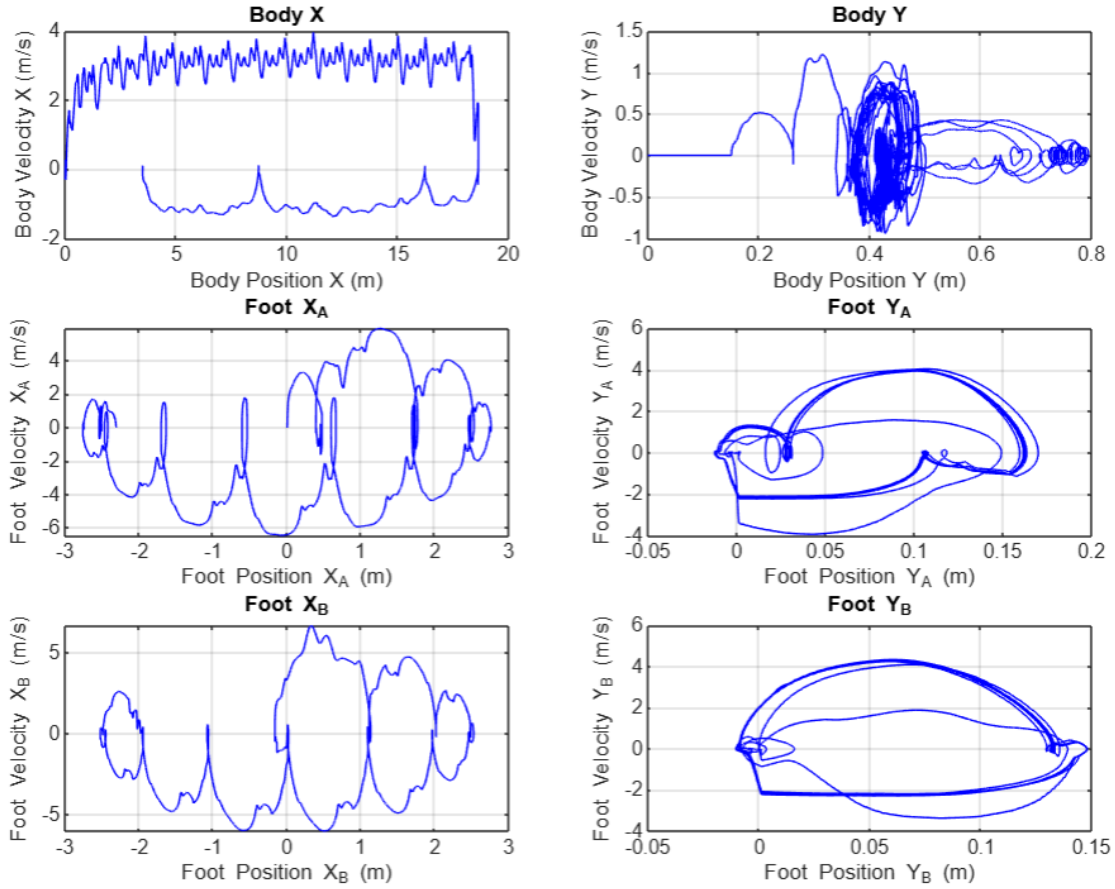 Body X
Body Velocity X (m/s)
4
2
0
-2
0 5 10 15 20
Body Position X (m)
Body Y
Body Velocity Y (m/s)
1.5
1
0.5
0
-0.5
-1
0 0.2 0.4 0.6 0.8
Body Position Y (m)
Foot X_A
Foot Velocity X_A (m/s)
4
2
0
-2
-4
-6
-3 -2 -1 0 1 2 3
Foot Position X_A (m)
Foot Y_A
Foot Velocity Y_A (m/s)
6
4
2
0
-2
-4
-0.05 0 0.05 0.1 0.15 0.2
Foot Position Y_A (m)
Foot X_B
Foot Velocity X_B (m/s)
5
0
-5
-3 -2 -1 0 1 2 3
Foot Position X_B (m)
Foot Y_B
Foot Velocity Y_B (m/s)
6
4
2
0
-2
-4
-0.05 0 0.05 0.1 0.15
Foot Position Y_B (m)